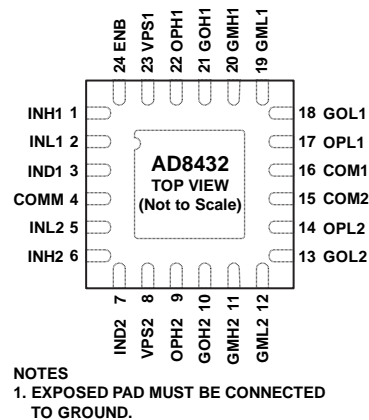 24 ENB
23 VPS1
22 OPH1
21 GOH1
20 GMH1
19 GML1
INH1 1
INL1 2
IND1 3
COMM 4
INL2 5
INH2 6
AD8432
TOP VIEW
(Not to Scale)
18 GOL1
17 OPL1
16 COM1
15 COM2
14 OPL2
13 GOL2
IND2 7
VPS2 8
OPH2 9
GOH2 10
GMH2 11
GML2 12
NOTES
1. EXPOSED PAD MUST BE CONNECTED
TO GROUND.